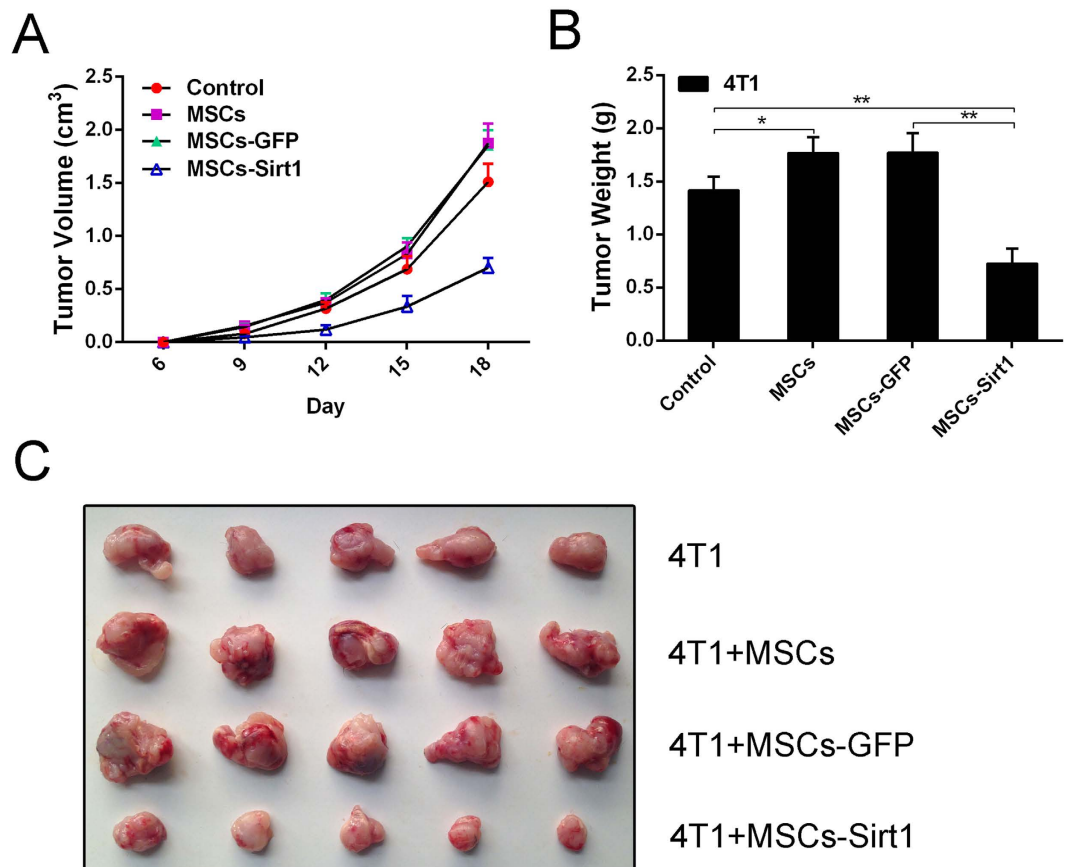 A
Tumor Volume (cm³)
2.5
2.0
1.5
1.0
0.5
0.0
Control
MSCs
MSCs-GFP
MSCs-Sirt1
6
9
12
15
18
Day
B
Tumor Weight (g)
2.5
2.0
1.5
1.0
0.5
0.0
4T1
**
*
**
Control
MSCs
MSCs-GFP
MSCs-Sirt1
C
4T1
4T1+MSCs
4T1+MSCs-GFP
4T1+MSCs-Sirt1